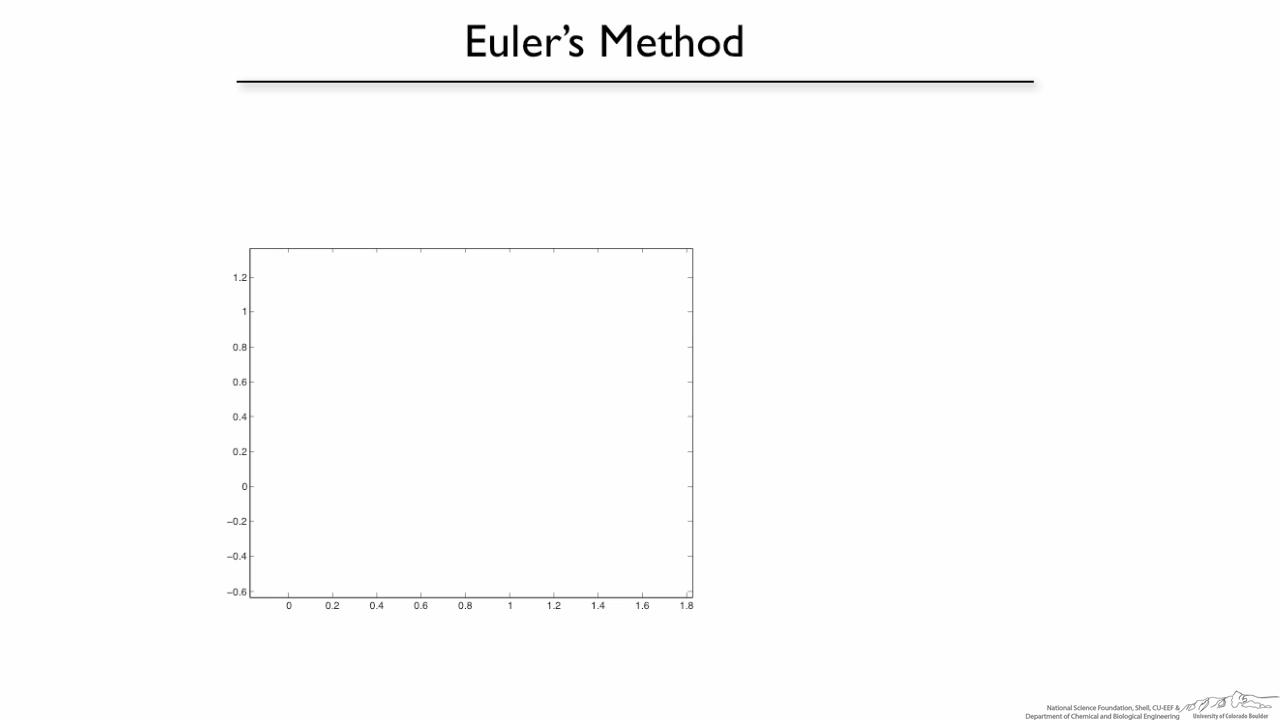 Euler’s Method
1.2
1
0.8
0.6
0.4
0.2
0
−0.2
−0.4
−0.6
0 0.2 0.4 0.6 0.8 1 1.2 1.4 1.6 1.8
National Science Foundation, Shell, CU-EEF &
Department of Chemical and Biological Engineering
University of Colorado Boulder